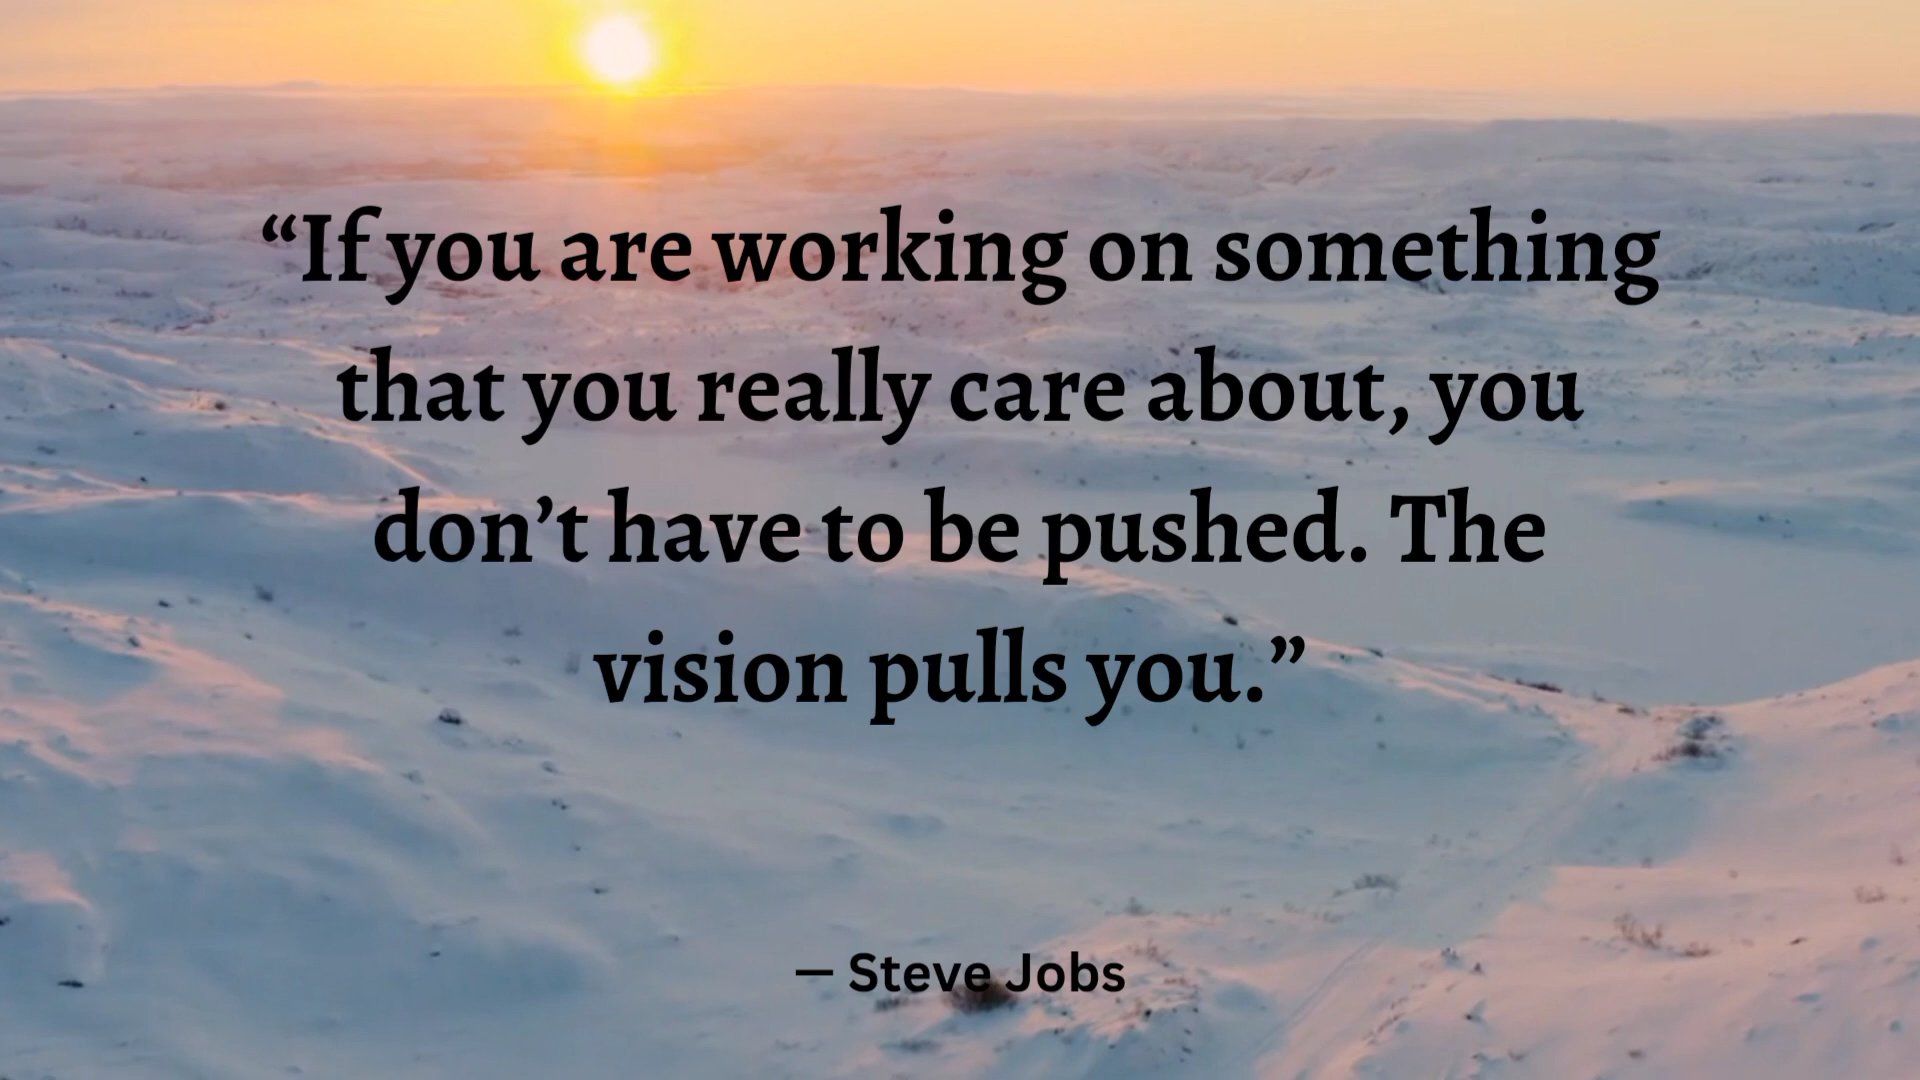 “If you are working on something
that you really care about, you
don’t have to be pushed. The
vision pulls you.”
— Steve Jobs